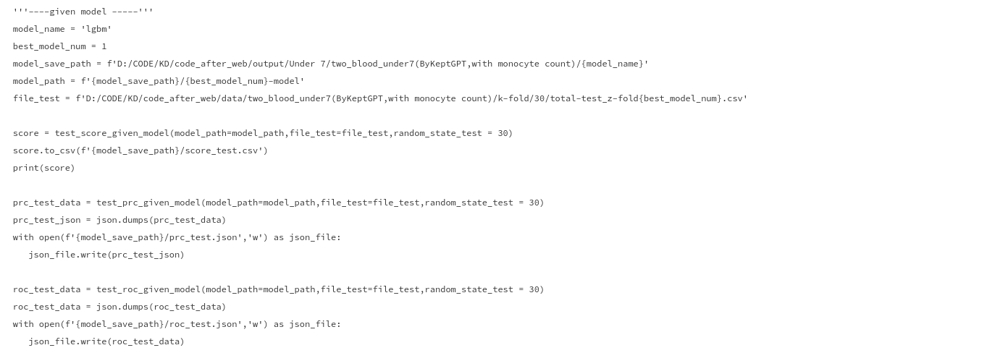 '''----given model -----'''
model_name = 'lgbm'
best_model_num = 1
model_save_path = f'D:/CODE/KD/code_after_web/output/Under 7/two_blood_under7(ByKeptGPT,with monocyte count)/{model_name}'
model_path = f'{model_save_path}/{best_model_num}-model'
file_test = f'D:/CODE/KD/code_after_web/data/two_blood_under7(ByKeptGPT,with monocyte count)/k-fold/30/total-test_z-fold{best_model_num}.csv'
score = test_score_given_model(model_path=model_path,file_test=file_test,random_state_test = 30)
score.to_csv(f'{model_save_path}/score_test.csv')
print(score)
prc_test_data = test_prc_given_model(model_path=model_path,file_test=file_test,random_state_test = 30)
prc_test_json = json.dumps(prc_test_data)
with open(f'{model_save_path}/prc_test.json','w') as json_file:
   json_file.write(prc_test_json)
roc_test_data = test_roc_given_model(model_path=model_path,file_test=file_test,random_state_test = 30)
roc_test_data = json.dumps(roc_test_data)
with open(f'{model_save_path}/roc_test.json','w') as json_file:
   json_file.write(roc_test_data)